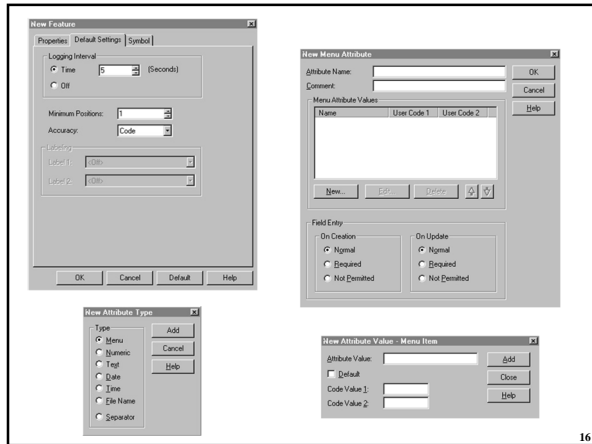 New Feature
Properties Default Settings Symbol
Logging Interval
Time 5 (Seconds)
Off
Minimum Positions: 1
Accuracy: Code
Labeling
Label 1:
Label 2:
OK Cancel Default Help
New Menu Attribute
Attribute Name: OK
Comment: Cancel
Menu Attribute Values Help
Name User Code 1 User Code 2
New... Edit... Delete
Field Entry
On Creation On Update
Normal Normal
Required Required
Not Permitted Not Permitted
New Attribute Type
Type Add
Menu
Numeric Cancel
Text Help
Date
Time
File Name
Separator
New Attribute Value - Menu Item
Attribute Value: Add
Default Close
Code Value 1: Help
Code Value 2:
16